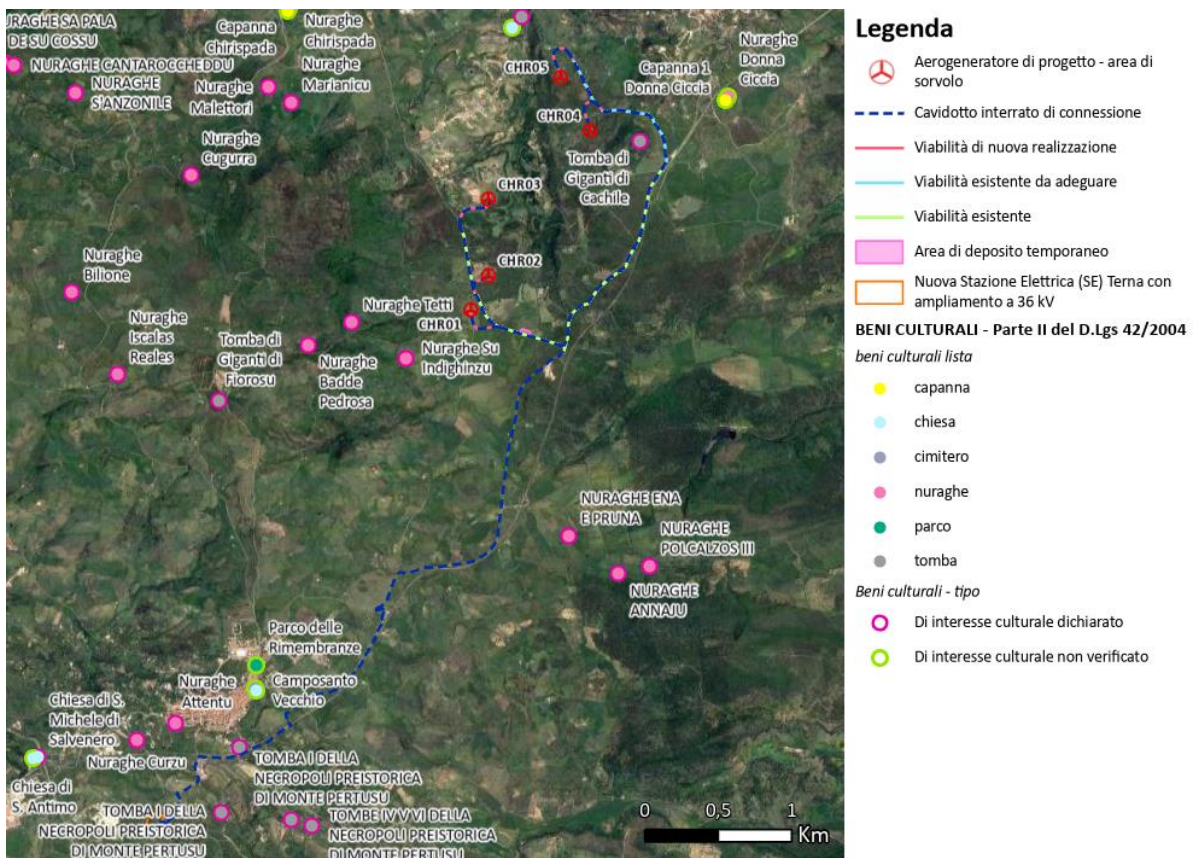 URAGHE SA PALA
DE SU COSSU
NURAGHE CANTAROCCHEDDU
NURAGHE
S'ANZONILE
Capanna
Chirispada
Nuraghe
Chirispada
Nuraghe
Malettori
Nuraghe
Marianicu
Nuraghe
Cugurra
CHR05
Capanna 1
Donna Ciccia
Nuraghe
Donna
Ciccia
CHR04
Tomba di
Giganti di
Cachile
CHR03
CHR02
Nuraghe
Bilione
Nuraghe Tetti
CHR01
Nuraghe
Iscalas
Reales
Tomba di
Giganti di
Fiorosu
Nuraghe
Badde
Pedrosa
Nuraghe Su
Indighinzu
NURAGHE ENA
E PRUNA
NURAGHE
POLCALZOS III
NURAGHE
ANNAJU
Parco delle
Rimembranze
Nuraghe
Attentu
Camposanto
Vecchio
Chiesa di S.
Michele di
Salvenero
Nuraghe Curzu
Chiesa di
S. Antimo
TOMBA I DELLA
NECROPOLI PREISTORICA
DI MONTE PERTUSU
TOMBA I DELLA
NECROPOLI PREISTORICA
DI MONTE PERTUSU
TOMBE IV V VI DELLA
NECROPOLI PREISTORICA
DI MONTE PERTUSU
0 0,5 1
Km
Legenda
Aerogeneratore di progetto - area di
sorvolo
Cavidotto interrato di connessione
Viabilità di nuova realizzazione
Viabilità esistente da adeguare
Viabilità esistente
Area di deposito temporaneo
Nuova Stazione Elettrica (SE) Terna con
ampliamento a 36 kV
BENI CULTURALI - Parte II del D.Lgs 42/2004
beni culturali lista
capanna
chiesa
cimitero
nuraghe
parco
tomba
Beni culturali - tipo
Di interesse culturale dichiarato
Di interesse culturale non verificato